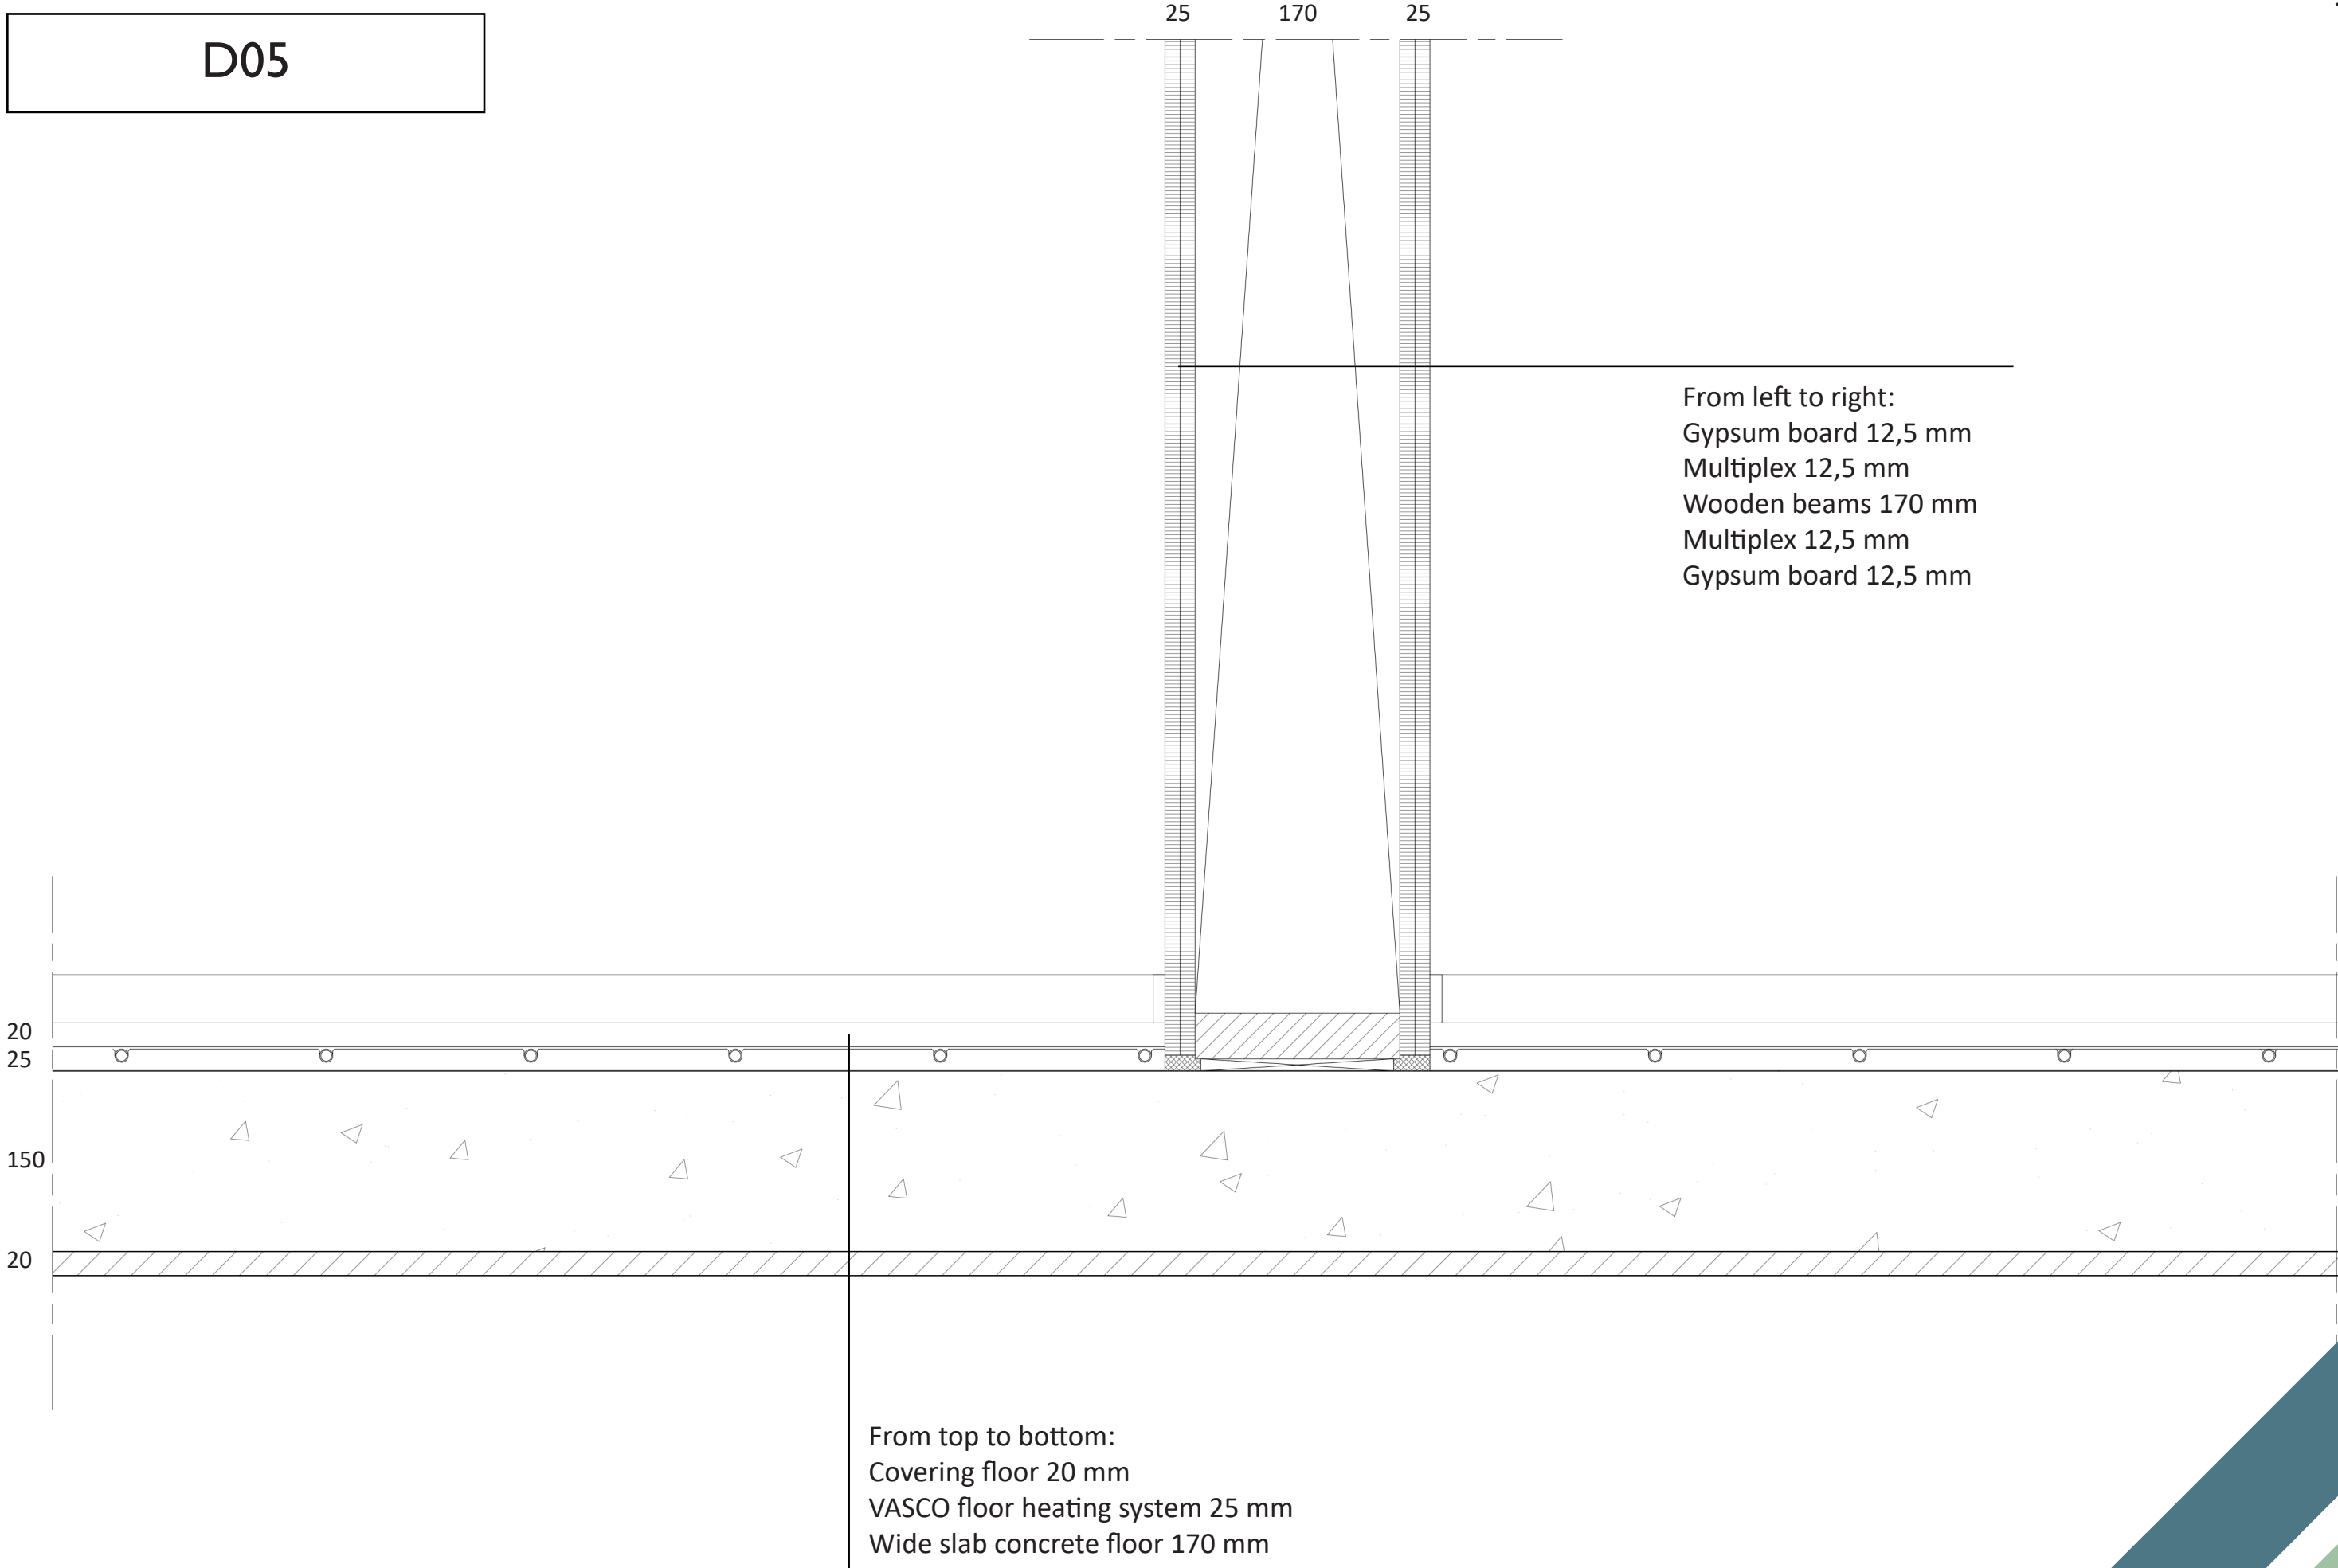 25 170 25
D05
From left to right:
Gypsum board 12,5 mm
Multiplex 12,5 mm
Wooden beams 170 mm
Multiplex 12,5 mm
Gypsum board 12,5 mm
20
25
150
20
From top to bottom:
Covering floor 20 mm
VASCO floor heating system 25 mm
Wide slab concrete floor 170 mm